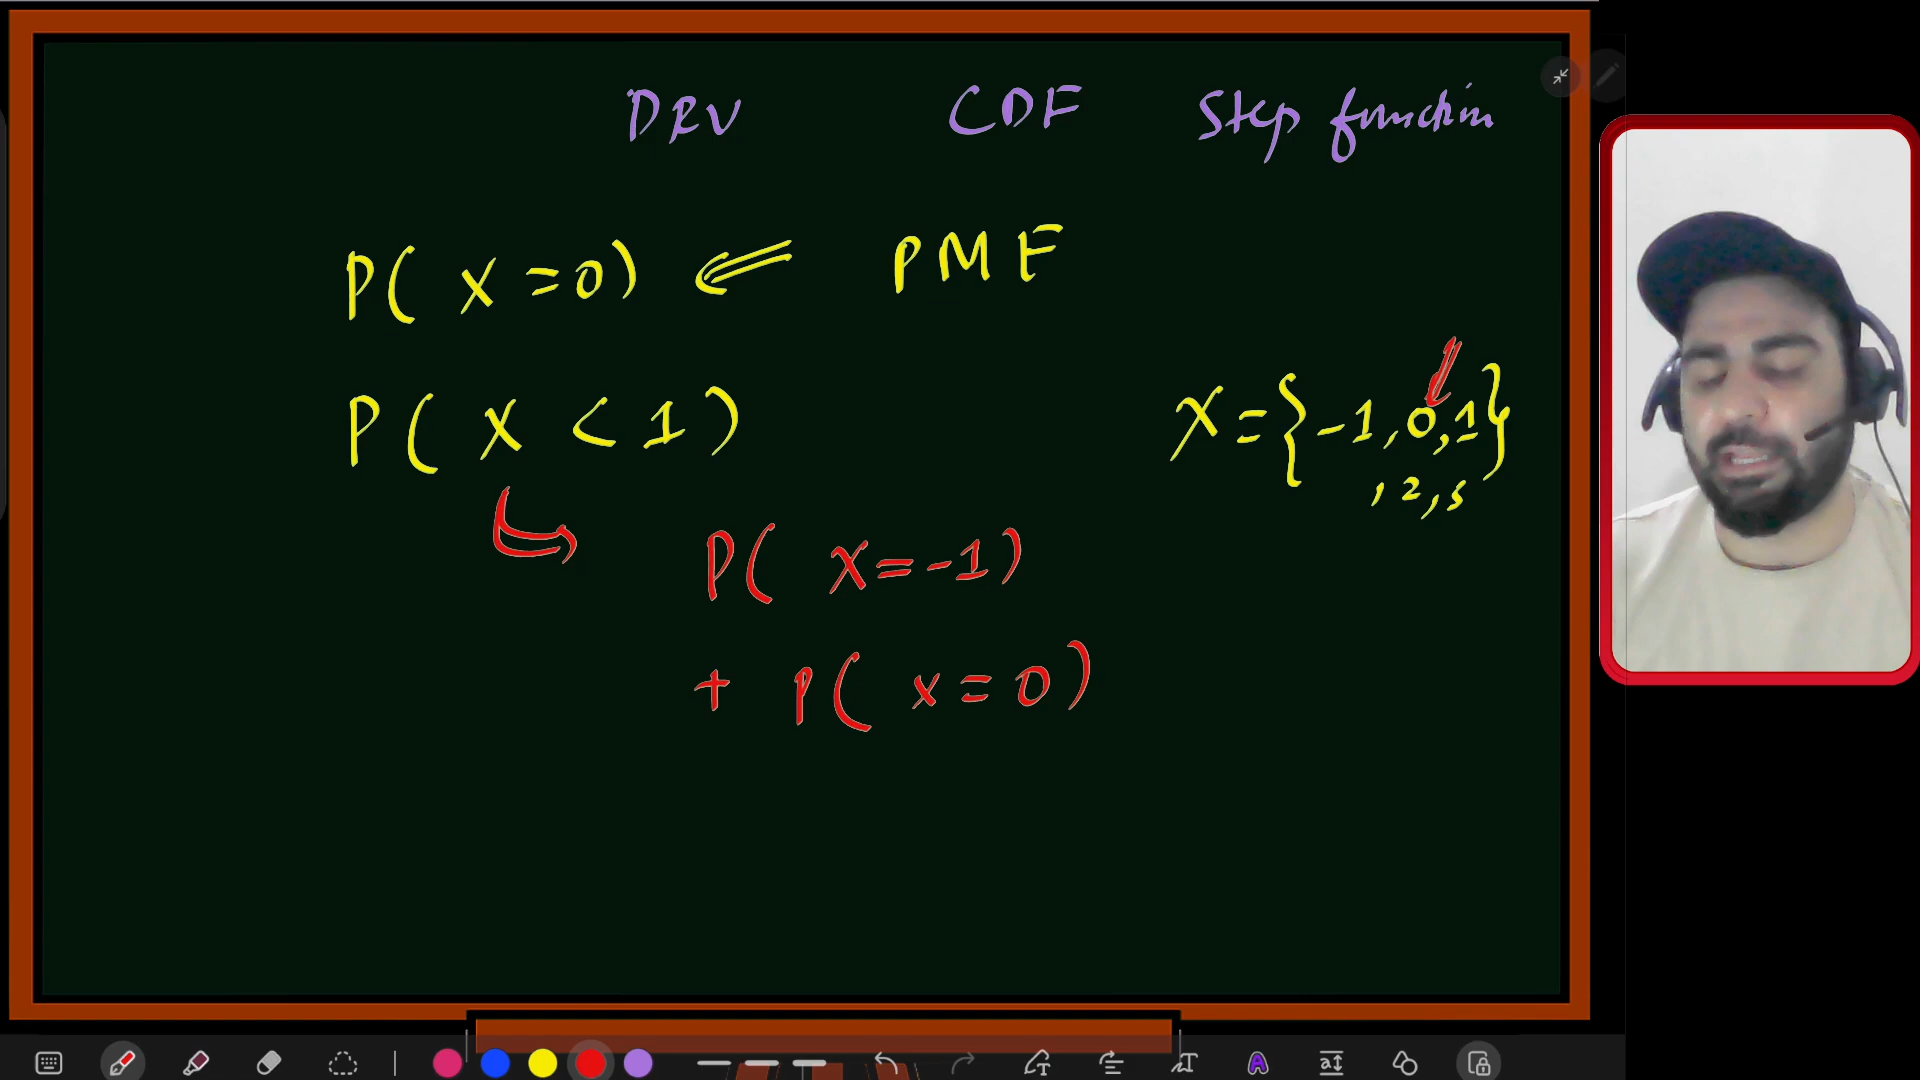 DRV CDF Step function
P( X = 0 ) ⇐ PMF
P( X < 1 )
X = { -1, 0, 1 }
, 2, 5
P( X = -1 )
+ P( X = 0 )